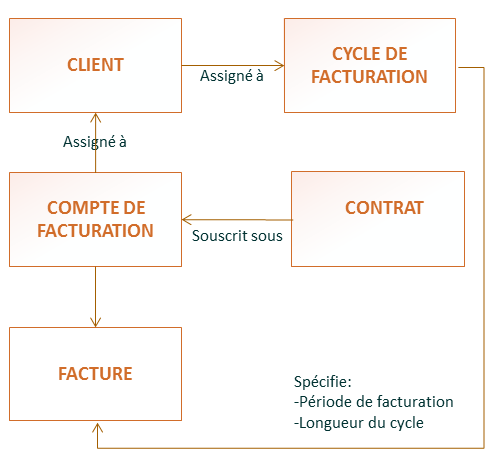 CLIENT
Assigné à
CYCLE DE
FACTURATION
Assigné à
COMPTE DE
FACTURATION
Souscrit sous
CONTRAT
FACTURE
Spécifie:
-Période de facturation
-Longueur du cycle